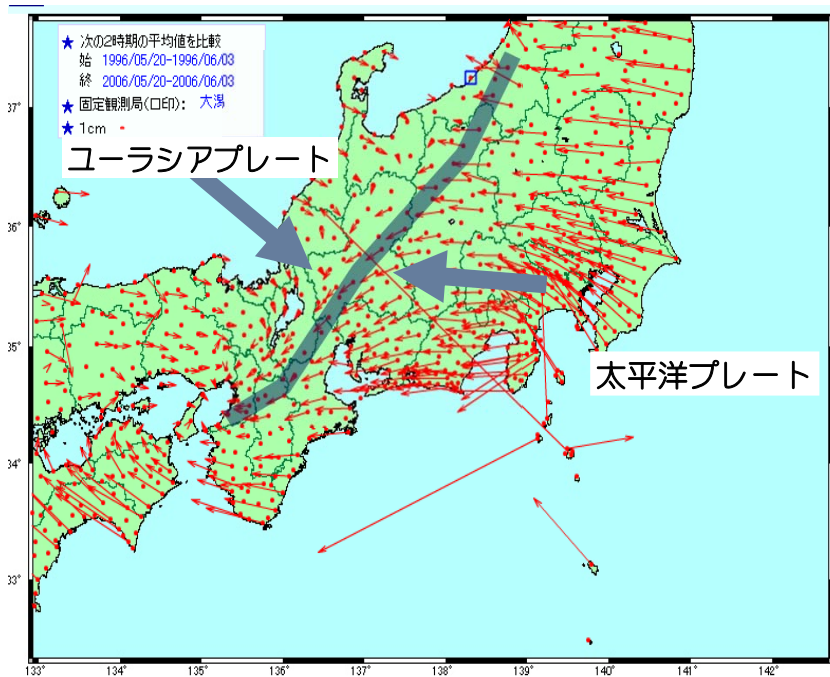 ★ 次の2時期の平均値を比較
始 1996/05/20-1996/06/03
終 2006/05/20-2006/06/03
★ 固定観測局(口印): 大潟
★ 1cm
ユーラシアプレート
太平洋プレート
37°
36°
35°
34°
33°
133° 134° 135° 136° 137° 138° 139° 140° 141° 142°